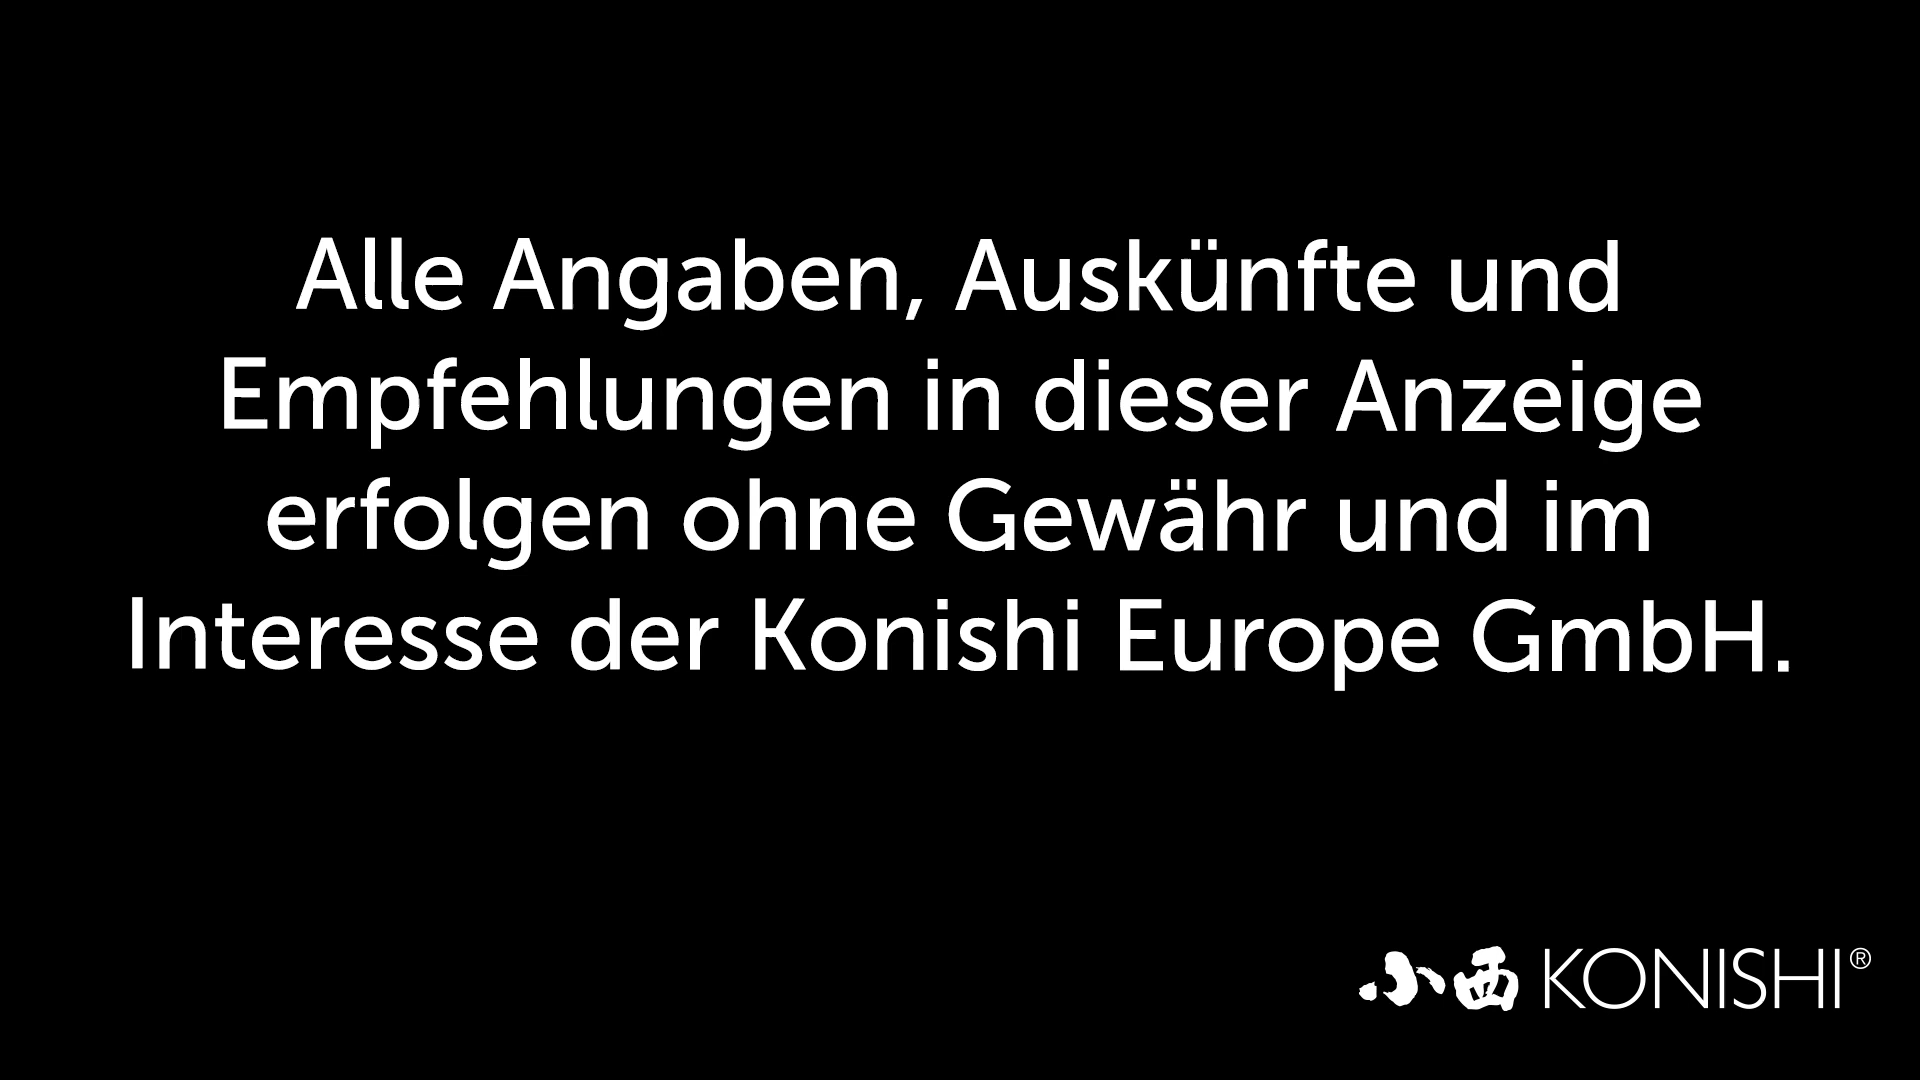 Alle Angaben, Auskünfte und
Empfehlungen in dieser Anzeige
erfolgen ohne Gewähr und im
Interesse der Konishi Europe GmbH.
小西 KONISHI®